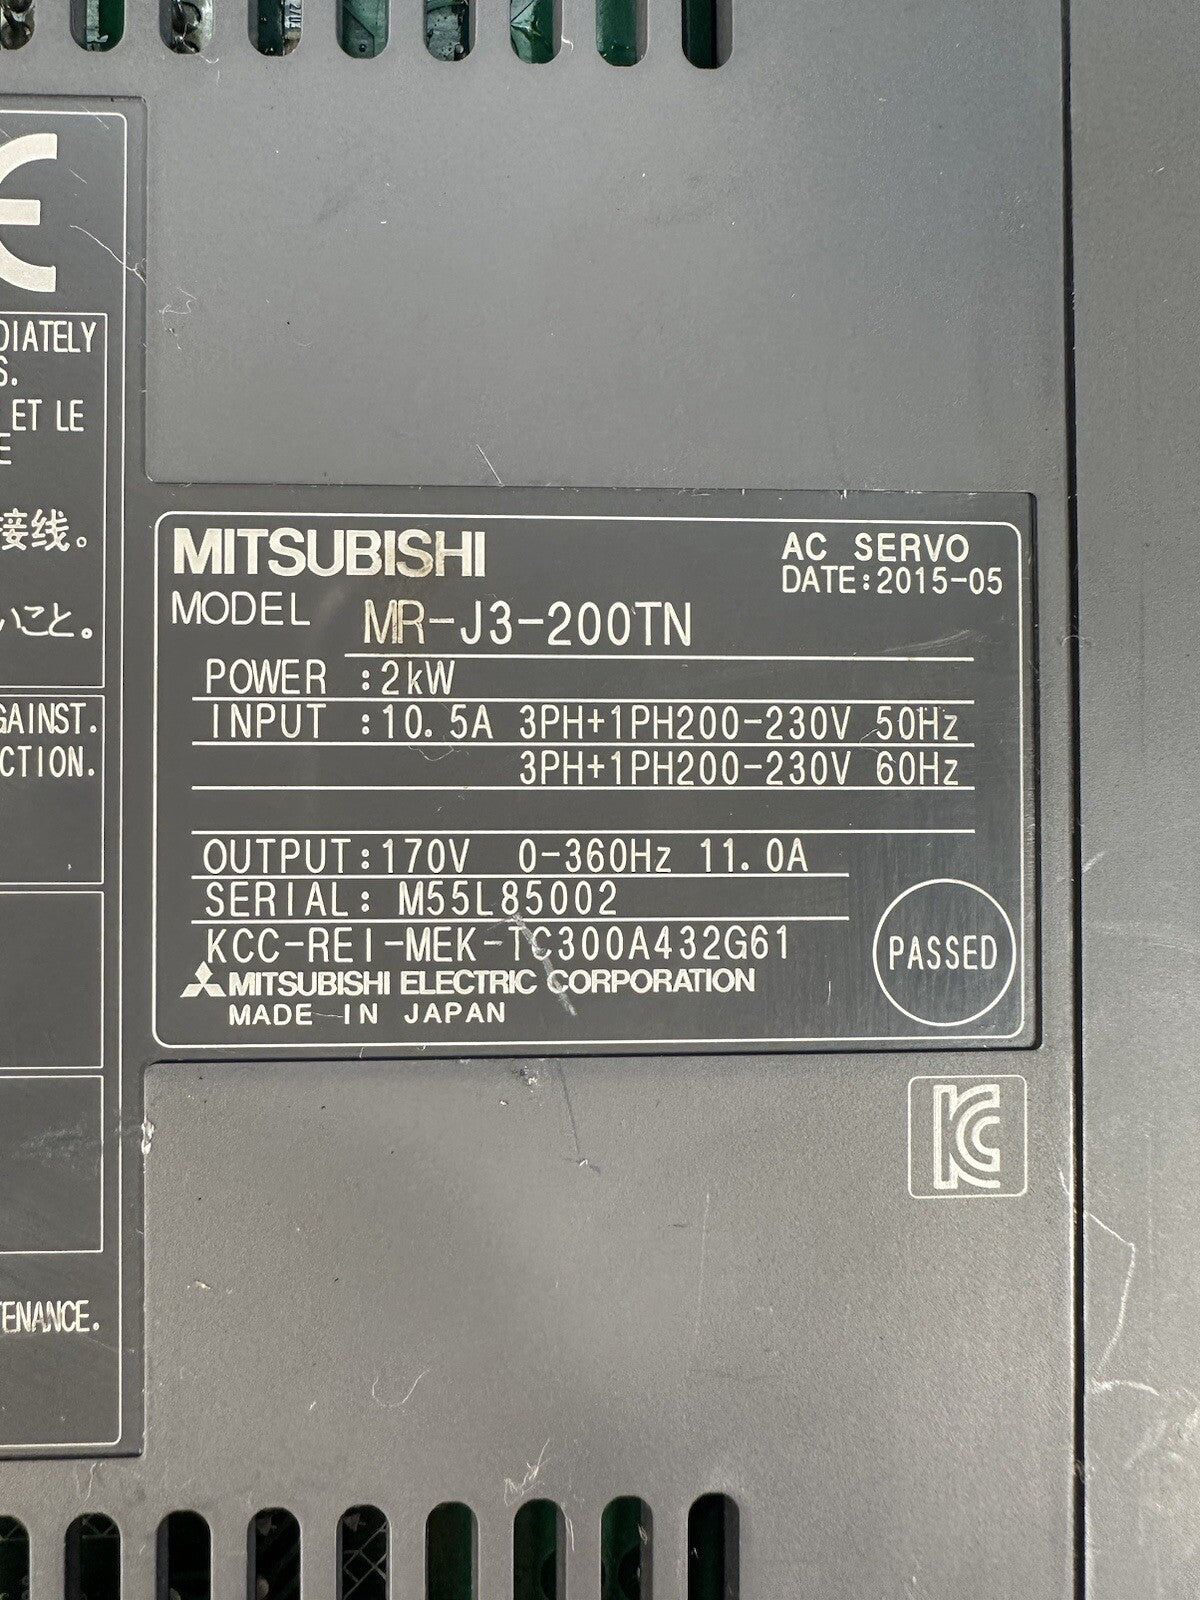 CE
DIATELY
S.
ET LE
E
接线。
いこと。
GAINST.
CTION.
TENANCE.
MITSUBISHI
AC SERVO
DATE:2015-05
MODEL MR-J3-200TN
POWER :2kW
INPUT :10.5A 3PH+1PH200-230V 50Hz
3PH+1PH200-230V 60Hz
OUTPUT:170V 0-360Hz 11.0A
SERIAL: M55L85002
KCC-REI-MEK-TC300A432G61
MITSUBISHI ELECTRIC CORPORATION
MADE IN JAPAN
PASSED
KC